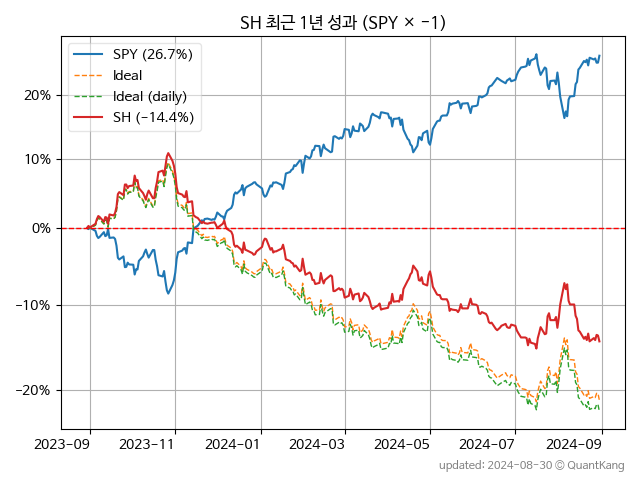 SH 최근 1년 성과 (SPY × −1)
SPY (26.7%)
Ideal
Ideal (daily)
SH (−14.4%)
20%
10%
0%
−10%
−20%
2023−09
2023−11
2024−01
2024−03
2024−05
2024−07
2024−09
updated: 2024−08−30 © QuantKang